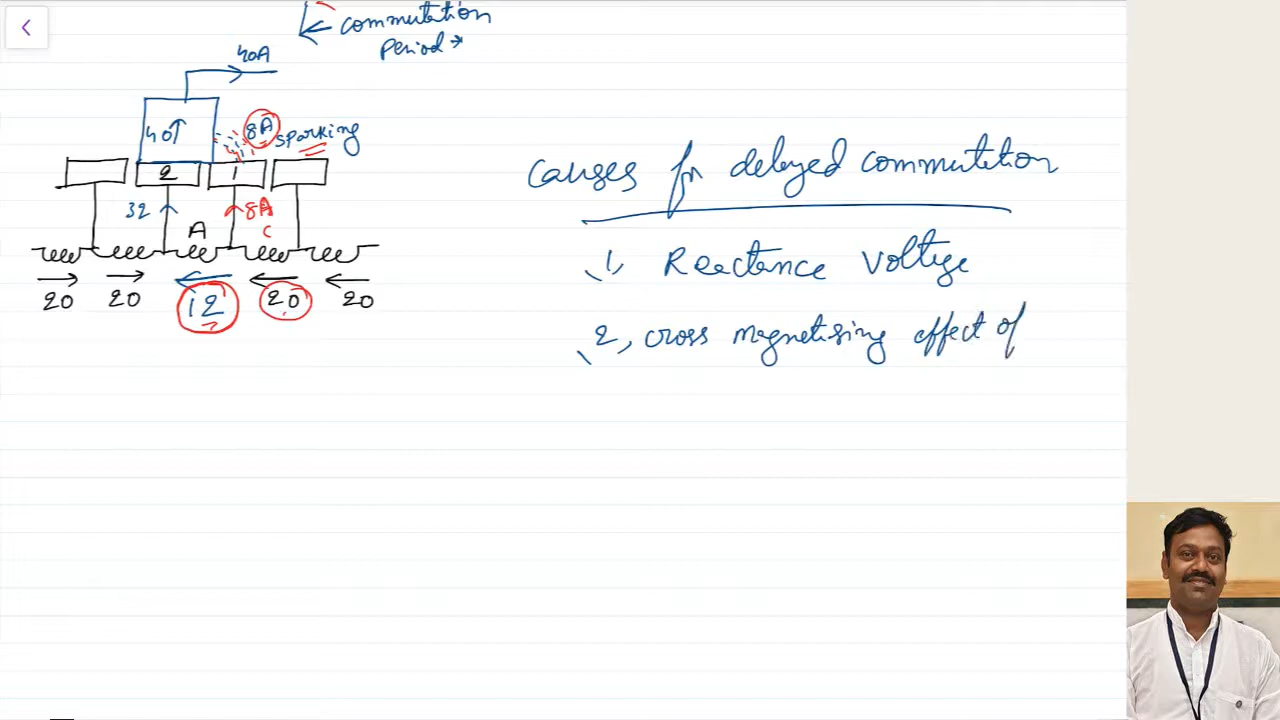 commutation
period →
40A
40↑
8A
sparking
2
1
32
8A
A
C
20
20
12
20
20
Causes for delayed commutation
1, Reactance voltage
2, cross magnetising effect of